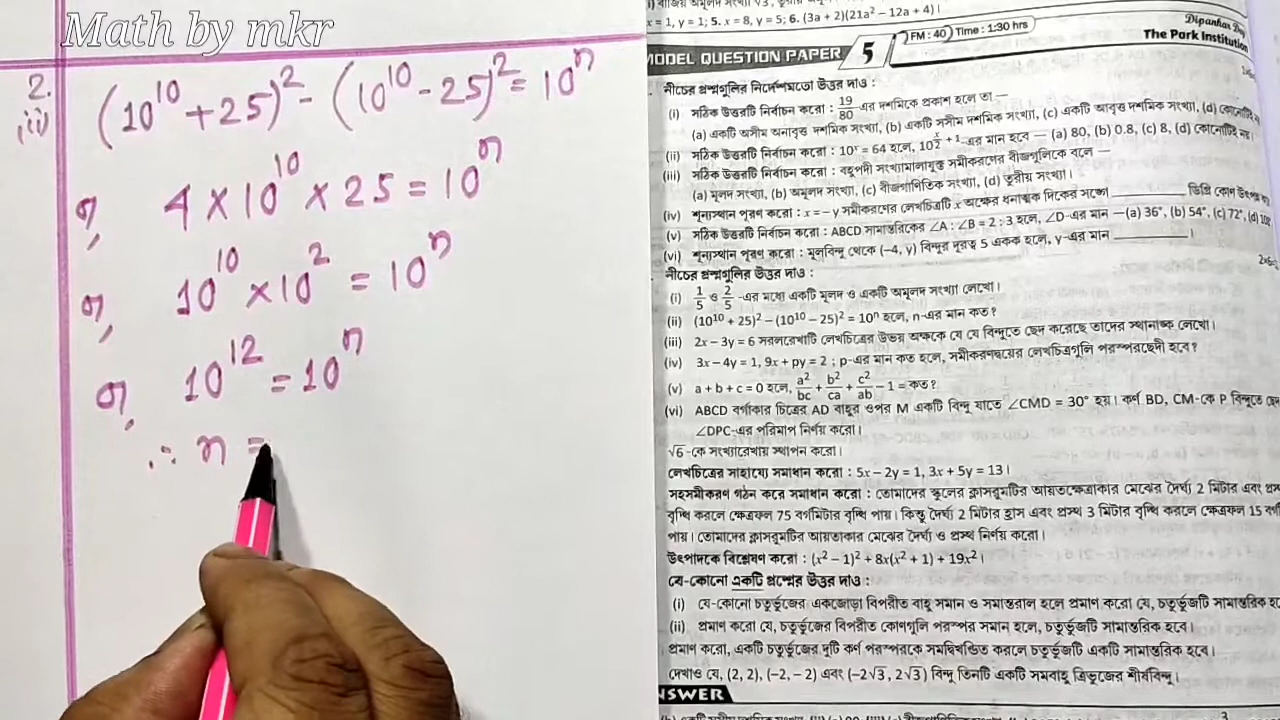 Math by mkr
2.
(ii) (10¹⁰ + 25)² - (10¹⁰ - 25)² = 10ⁿ
বা, 4 × 10¹⁰ × 25 = 10ⁿ
বা, 10¹⁰ × 10² = 10ⁿ
বা, 10¹² = 10ⁿ
∴ n =
x = 1, y = 1; 5. x = 8, y = 5; 6. (3a + 2)(21a² − 12a + 4)।
MODEL QUESTION PAPER 5 FM : 40 Time : 1:30 hrs
The Park Institution
নীচের প্রশ্নগুলির নির্দেশমতো উত্তর দাও :
(i) সঠিক উত্তরটি নির্বাচন করো : 19/80 এর দশমিকে প্রকাশ হলে তা —
(a) একটি অসীম অনাবৃত্ত দশমিক সংখ্যা, (b) একটি সসীম দশমিক সংখ্যা, (c) একটি আবৃত্ত দশমিক সংখ্যা, (d) কোনোটিই
(ii) সঠিক উত্তরটি নির্বাচন করো : 10ˣ = 64 হলে, 10^(x/2 + 1)-এর মান হবে — (a) 80, (b) 0.8, (c) 8, (d) কোনোটিই নয়।
(iii) সঠিক উত্তরটি নির্বাচন করো : বহুপদী সংখ্যামালাযুক্ত সমীকরণের বীজগুলিকে বলে —
(a) মূলদ সংখ্যা, (b) অমূলদ সংখ্যা, (c) বীজগাণিতিক সংখ্যা, (d) তুরীয় সংখ্যা।
(iv) শূন্যস্থান পূরণ করো : x = −y সমীকরণের লেখচিত্রটি x অক্ষের ধনাত্মক দিকের সঙ্গে __________ ডিগ্রি কোণ উৎপন্ন
(v) সঠিক উত্তরটি নির্বাচন করো : ABCD সামান্তরিকের ∠A : ∠B = 2 : 3 হলে, ∠D-এর মান —(a) 36°, (b) 54°, (c) 72°, (d) 108
(vi) শূন্যস্থান পূরণ করো : মূলবিন্দু থেকে (−4, y) বিন্দুর দূরত্ব 5 একক হলে, y-এর মান __________ ।
নীচের প্রশ্নগুলির উত্তর দাও :
(i) 1/5 ও 2/5 -এর মধ্যে একটি মূলদ ও একটি অমূলদ সংখ্যা লেখো।
(ii) (10¹⁰ + 25)² − (10¹⁰ − 25)² = 10ⁿ হলে, n-এর মান কত?
(iii) 2x − 3y = 6 সরলরেখাটি লেখচিত্রের উভয় অক্ষকে যে যে বিন্দুতে ছেদ করেছে তাদের স্থানাঙ্ক লেখো।
(iv) 3x − 4y = 1, 9x + py = 2 ; p-এর মান কত হলে, সমীকরণদ্বয়ের লেখচিত্রগুলি পরস্পরছেদী হবে?
(v) a + b + c = 0 হলে, a²/bc + b²/ca + c²/ab − 1 = কত?
(vi) ABCD বর্গাকার চিত্রের AD বাহুর ওপর M একটি বিন্দু যাতে ∠CMD = 30° হয়। কর্ণ BD, CM-কে P বিন্দুতে
∠DPC-এর পরিমাপ নির্ণয় করো।
√6-কে সংখ্যারেখায় স্থাপন করো।
লেখচিত্রের সাহায্যে সমাধান করো : 5x − 2y = 1, 3x + 5y = 13।
সহসমীকরণ গঠন করে সমাধান করো : তোমাদের স্কুলের ক্লাসরুমটির আয়তক্ষেত্রাকার মেঝের দৈর্ঘ্য 2 মিটার এবং
বৃদ্ধি করলে ক্ষেত্রফল 75 বর্গমিটার বৃদ্ধি পায়। কিন্তু দৈর্ঘ্য 2 মিটার হ্রাস এবং প্রস্থ 3 মিটার বৃদ্ধি করলে ক্ষেত্রফল 15
পায়। তোমাদের ক্লাসরুমটির আয়তাকার মেঝের দৈর্ঘ্য ও প্রস্থ নির্ণয় করো।
উৎপাদকে বিশ্লেষণ করো : (x² − 1)² + 8x(x² + 1) + 19x²।
যে-কোনো একটি প্রশ্নের উত্তর দাও :
(i) যে-কোনো চতুর্ভুজের একজোড়া বিপরীত বাহু সমান ও সমান্তরাল হলে প্রমাণ করো যে, চতুর্ভুজটি সামান্তরিক
(ii) প্রমাণ করো যে, চতুর্ভুজের বিপরীত কোণগুলি পরস্পর সমান হলে, চতুর্ভুজটি সামান্তরিক হবে।
প্রমাণ করো, একটি চতুর্ভুজের দুটি কর্ণ পরস্পরকে সমদ্বিখণ্ডিত করলে চতুর্ভুজটি একটি সামান্তরিক হবে।
দেখাও যে, (2, 2), (−2, −2) এবং (−2√3, 2√3) বিন্দু তিনটি একটি সমবাহু ত্রিভুজের শীর্ষবিন্দু।
NSWER